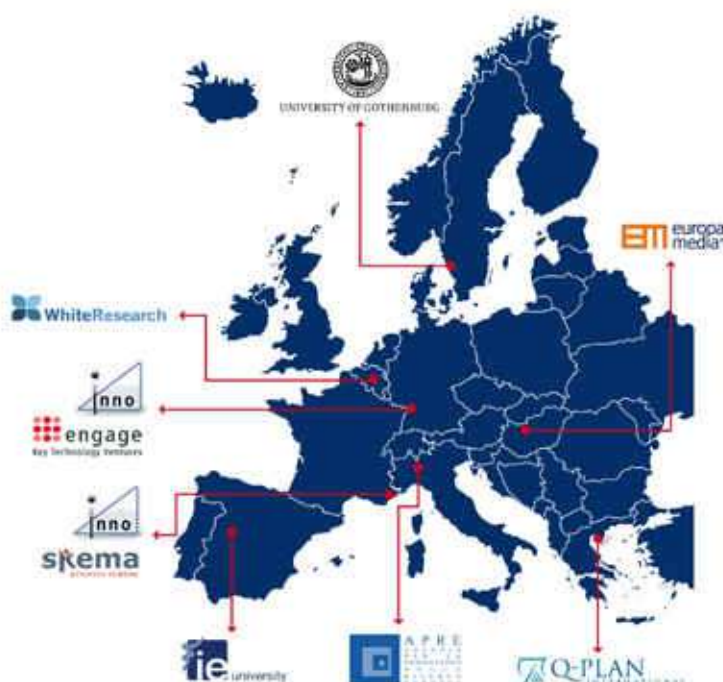 UNIVERSITY OF GOTHENBURG
europa
media
WhiteResearch
inno
engage
Key Technology Ventures
inno
skema
ie university
APRE
Q-PLAN